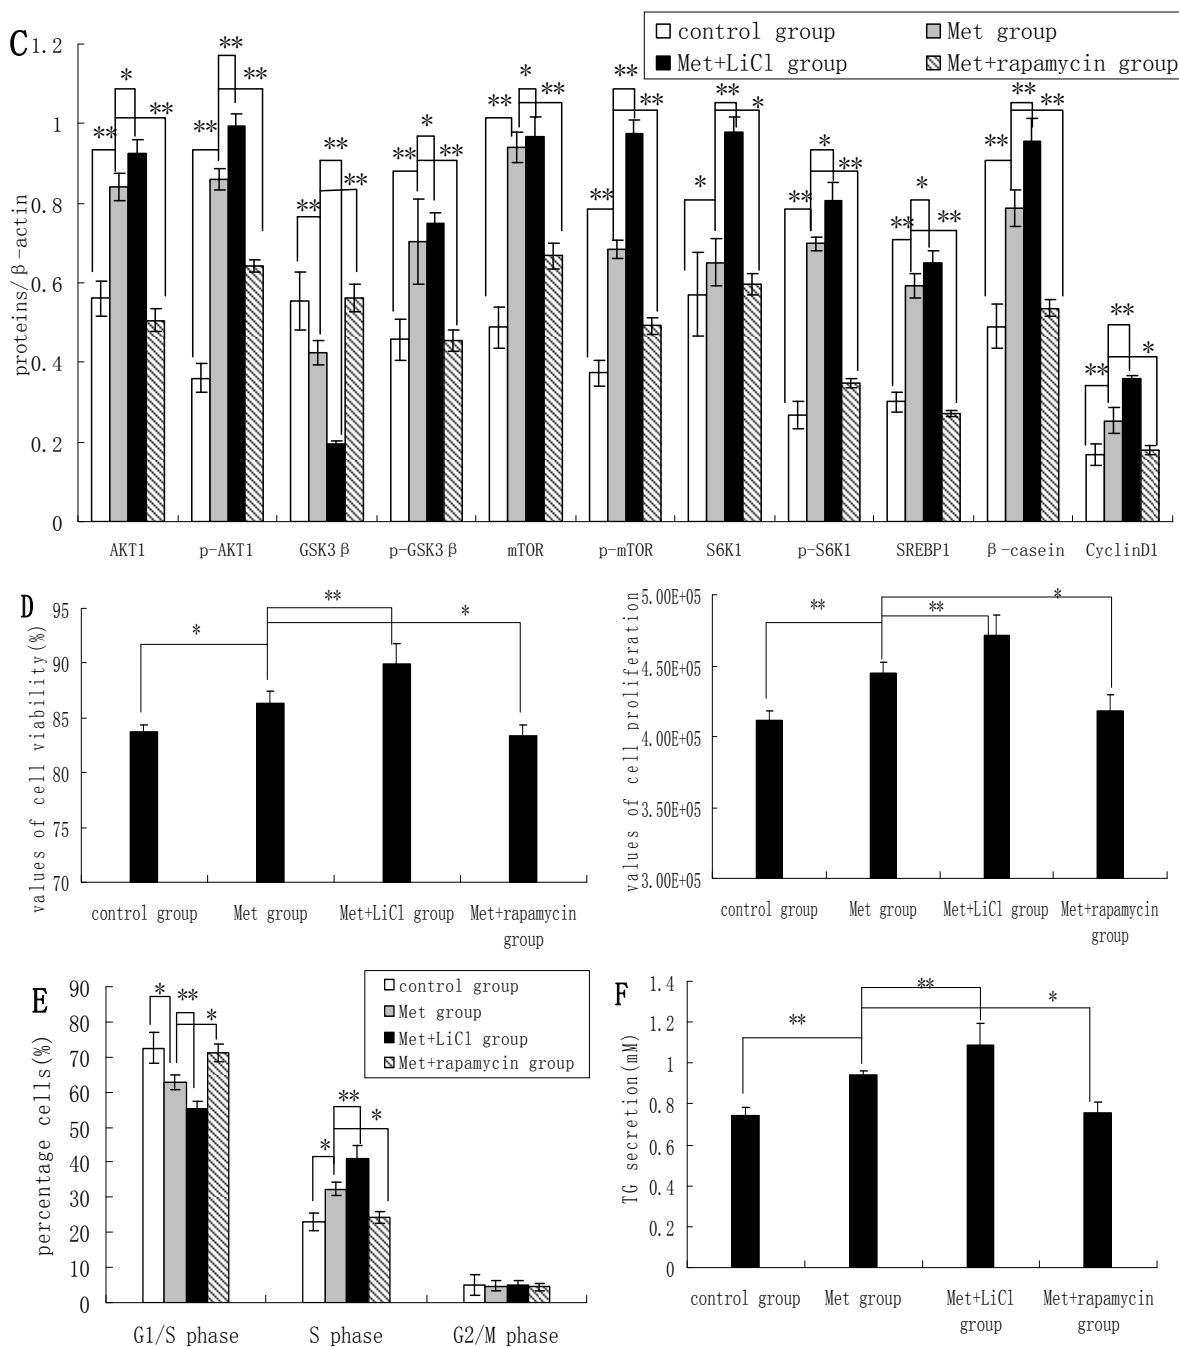 C
control group
Met group
Met+LiCl group
Met+rapamycin group
proteins/β-actin
1.2
1
0.8
0.6
0.4
0.2
0
** * **
** ** **
** ** **
** * **
** * **
** ** **
* ** *
** * **
** * **
** ** **
** ** *
AKT1 p-AKT1 GSK3β p-GSK3β mTOR p-mTOR S6K1 p-S6K1 SREBP1 β-casein CyclinD1
D
values of cell viability(%)
95
90
85
80
75
70
* ** *
control group Met group Met+LiCl group Met+rapamycin
group
values of cell proliferation
5.00E+05
4.50E+05
4.00E+05
3.50E+05
3.00E+05
** ** *
control group Met group Met+LiCl group Met+rapamycin
group
E
percentage cells(%)
90
80
70
60
50
40
30
20
10
0
control group
Met group
Met+LiCl group
Met+rapamycin group
* ** *
* ** *
G1/S phase S phase G2/M phase
F
TG secretion(mM)
1.4
1.2
1
0.8
0.6
0.4
0.2
0
** ** *
control group Met group Met+LiCl Met+rapamycin
group group